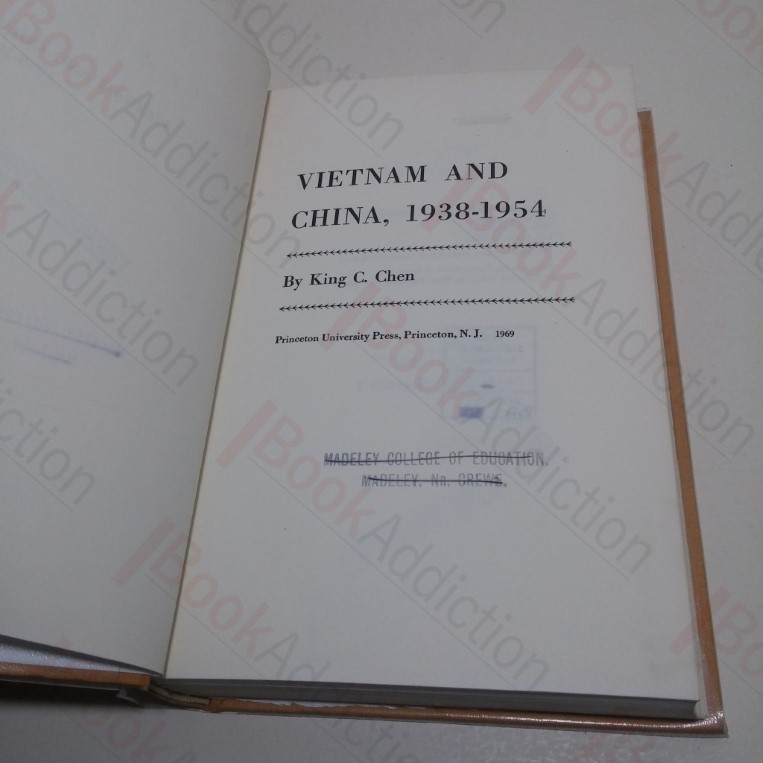 VIETNAM AND
CHINA, 1938-1954
By King C. Chen
Princeton University Press, Princeton, N. J. 1969
MADELEY COLLEGE OF EDUCATION,
MADELEY, Nr. CREWE.
BookAddiction